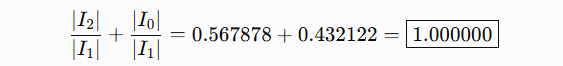 |I₂|/|I₁| + |I₀|/|I₁| = 0.567878 + 0.432122 = 1.000000